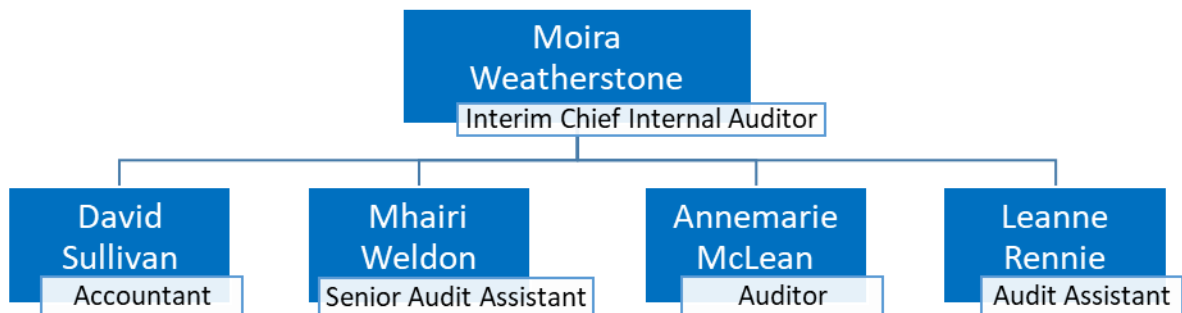 Moira
Weatherstone
Interim Chief Internal Auditor
David
Sullivan
Accountant
Mhairi
Weldon
Senior Audit Assistant
Annemarie
McLean
Auditor
Leanne
Rennie
Audit Assistant